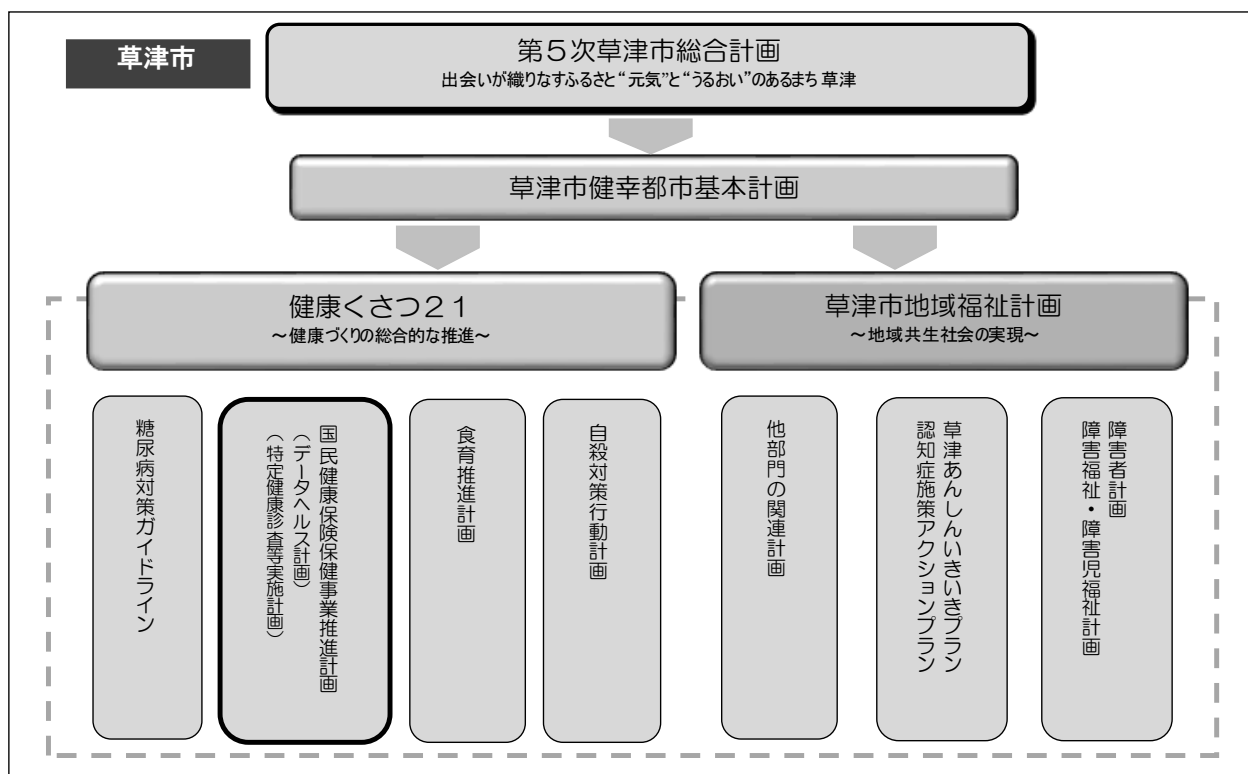 草津市
第５次草津市総合計画
出会いが織りなすふるさと“元気”と“うるおい”のあるまち 草津
草津市健幸都市基本計画
健康くさつ２１
～健康づくりの総合的な推進～
草津市地域福祉計画
～地域共生社会の実現～
糖尿病対策ガイドライン
国民健康保険保健事業推進計画
（データヘルス計画）
（特定健康診査等実施計画）
食育推進計画
自殺対策行動計画
他部門の関連計画
草津あんしんいきいきプラン
認知症施策アクションプラン
障害者計画
障害福祉・障害児福祉計画